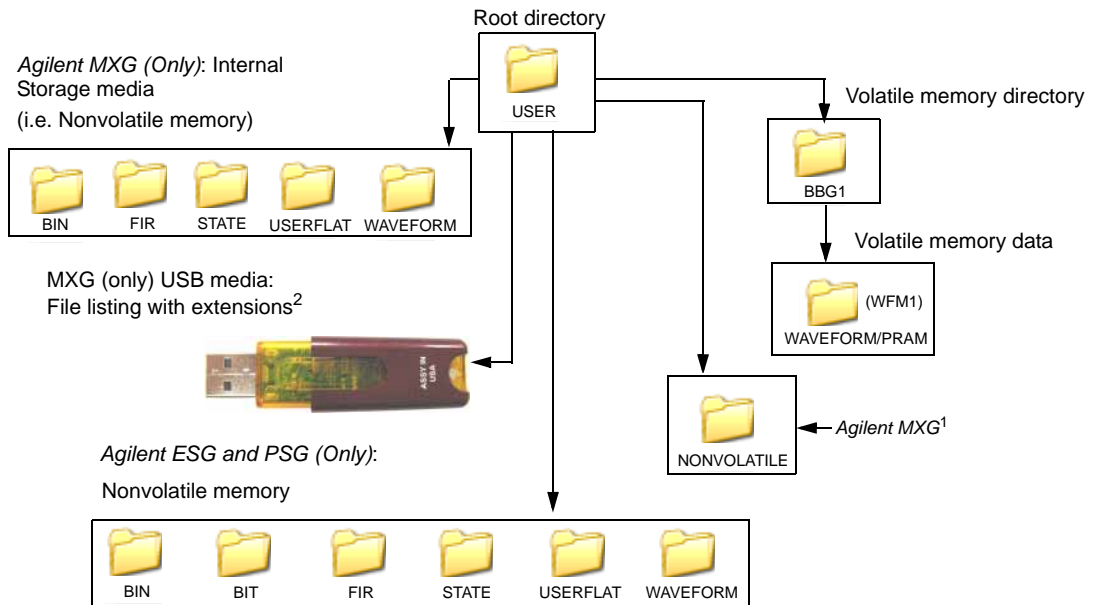 Root directory
USER
Agilent MXG (Only): Internal
Storage media
(i.e. Nonvolatile memory)
BIN
FIR
STATE
USERFLAT
WAVEFORM
Volatile memory directory
BBG1
Volatile memory data
(WFM1)
WAVEFORM/PRAM
MXG (only) USB media:
File listing with extensions2
ASSY IN
USA
NONVOLATILE
Agilent MXG1
Agilent ESG and PSG (Only):
Nonvolatile memory
BIN
BIT
FIR
STATE
USERFLAT
WAVEFORM